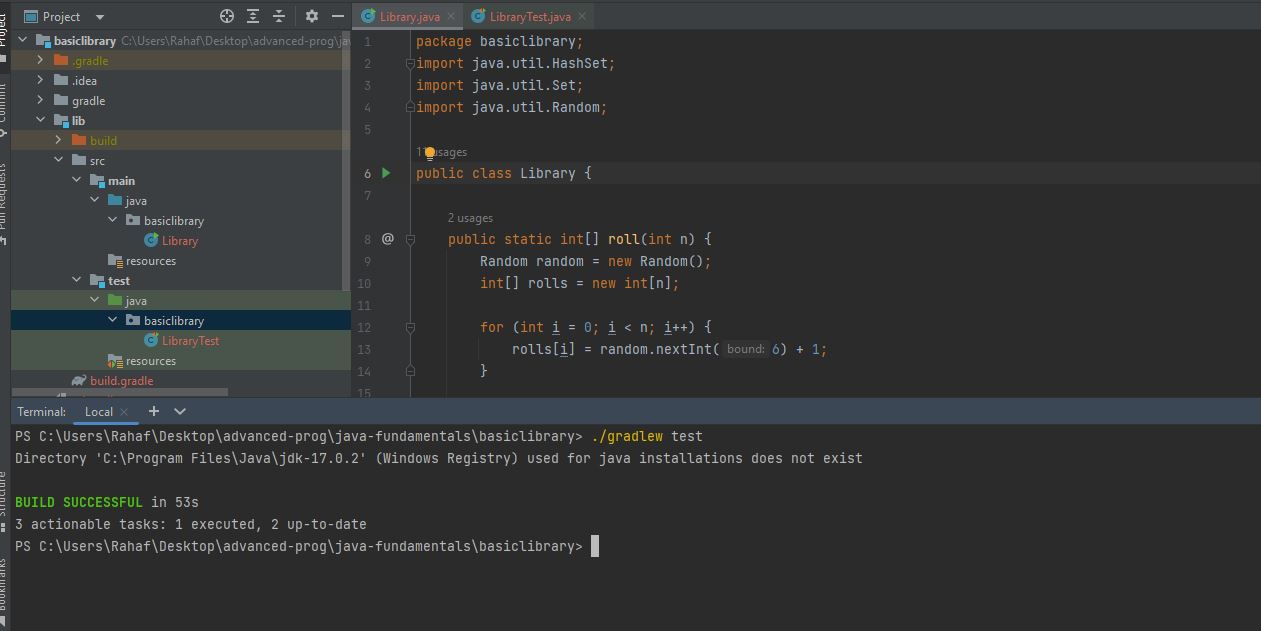 Project
Library.java
LibraryTest.java
basiclibrary C:\Users\Rahaf\Desktop\advanced-prog\
.gradle
.idea
gradle
lib
build
src
main
java
basiclibrary
Library
resources
test
java
basiclibrary
LibraryTest
resources
build.gradle
Project
Commit
Pull Requests
Structure
Bookmarks
1 package basiclibrary;
2 import java.util.HashSet;
3 import java.util.Set;
4 import java.util.Random;
5
usages
6 public class Library {
7
2 usages
8 @ public static int[] roll(int n) {
9 Random random = new Random();
10 int[] rolls = new int[n];
11
12 for (int i = 0; i < n; i++) {
13 rolls[i] = random.nextInt( bound: 6) + 1;
14 }
15
Terminal: Local
PS C:\Users\Rahaf\Desktop\advanced-prog\java-fundamentals\basiclibrary> ./gradlew test
Directory 'C:\Program Files\Java\jdk-17.0.2' (Windows Registry) used for java installations does not exist
BUILD SUCCESSFUL in 53s
3 actionable tasks: 1 executed, 2 up-to-date
PS C:\Users\Rahaf\Desktop\advanced-prog\java-fundamentals\basiclibrary>